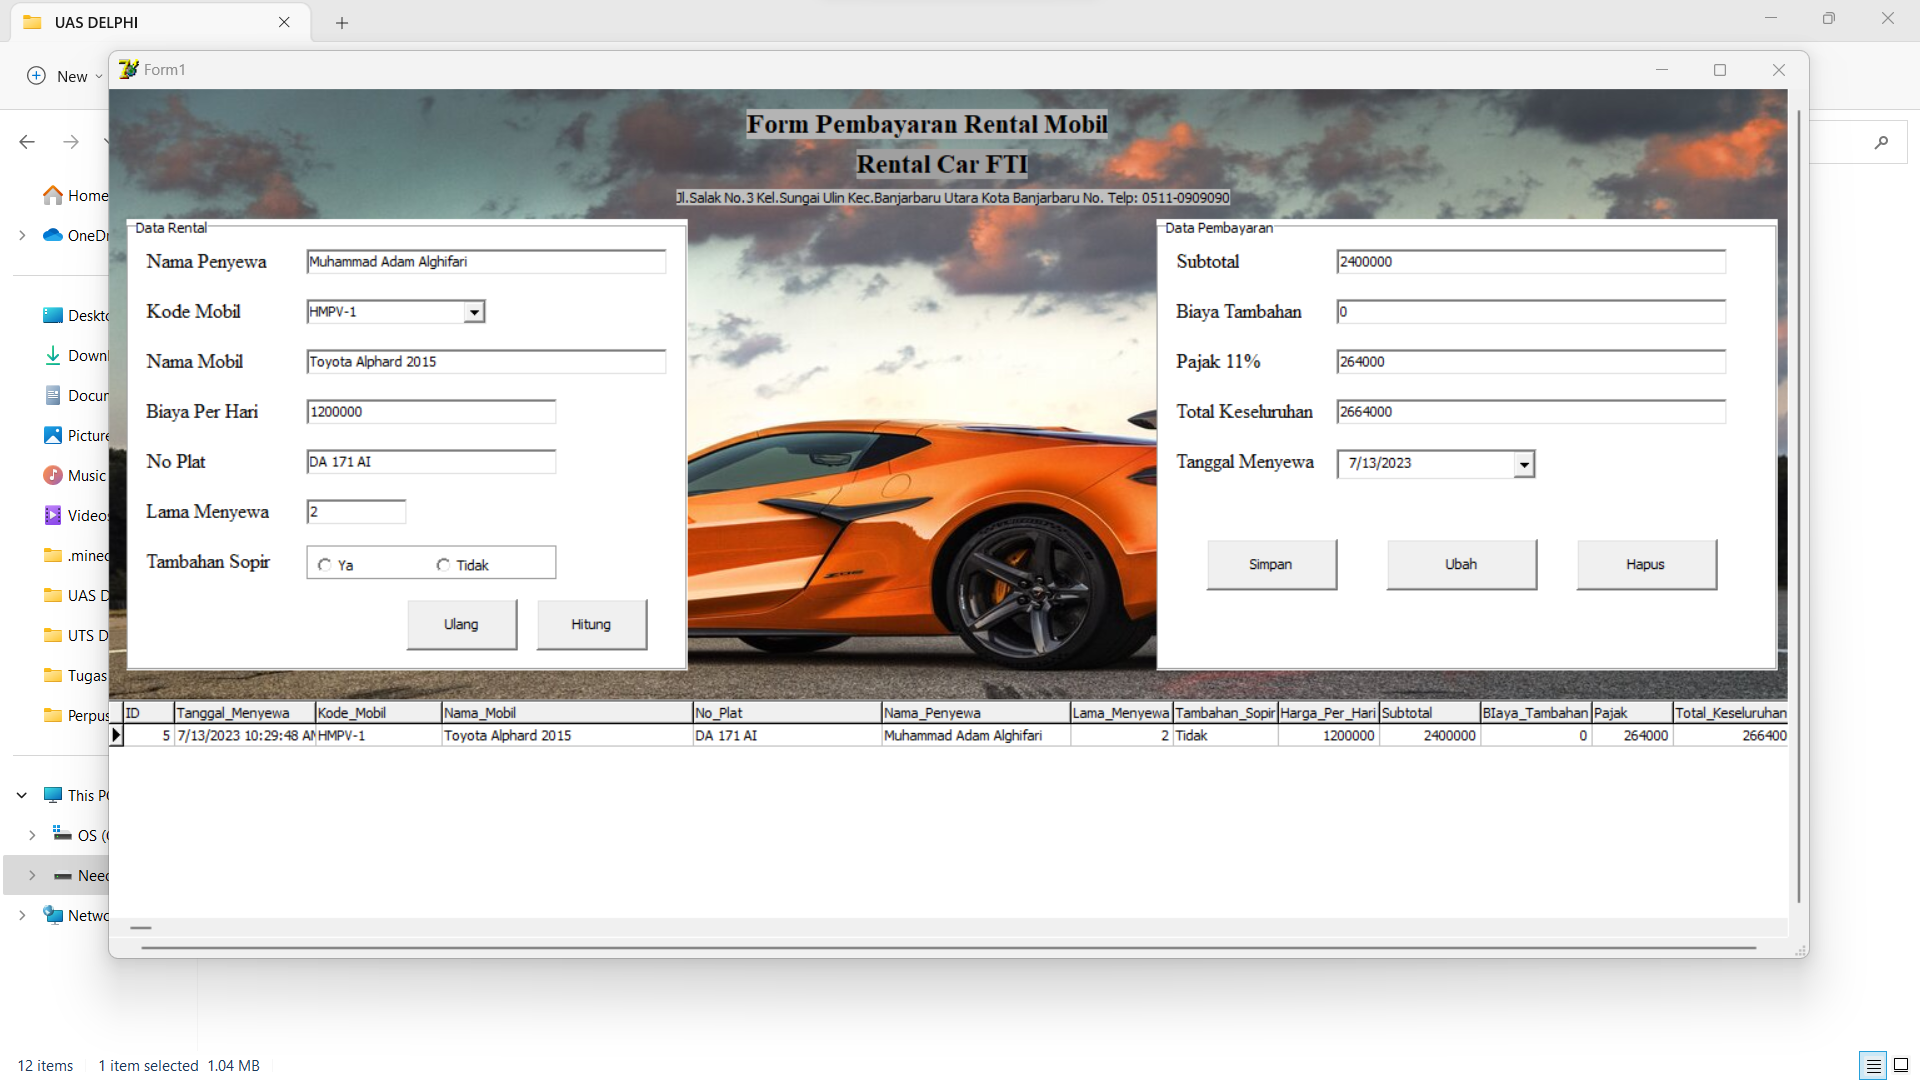 UAS DELPHI
New
Form1
Form Pembayaran Rental Mobil
Rental Car FTI
Jl.Salak No.3 Kel.Sungai Ulin Kec.Banjarbaru Utara Kota Banjarbaru No. Telp: 0511-0909090
Home
OneDr
Deskto
Downl
Docum
Picture
Music
Videos
.minec
UAS D
UTS D
Tugas
Perpus
This PC
OS (
Need
Netwo
Data Rental
Nama Penyewa Muhammad Adam Alghifari
Kode Mobil HMPV-1
Nama Mobil Toyota Alphard 2015
Biaya Per Hari 1200000
No Plat DA 171 AI
Lama Menyewa 2
Tambahan Sopir Ya Tidak
Ulang Hitung
Data Pembayaran
Subtotal 2400000
Biaya Tambahan 0
Pajak 11% 264000
Total Keseluruhan 2664000
Tanggal Menyewa 7/13/2023
Simpan Ubah Hapus
ID Tanggal_Menyewa Kode_Mobil Nama_Mobil No_Plat Nama_Penyewa Lama_Menyewa Tambahan_Sopir Harga_Per_Hari Subtotal BIaya_Tambahan Pajak Total_Keseluruhan
5 7/13/2023 10:29:48 AM HMPV-1 Toyota Alphard 2015 DA 171 AI Muhammad Adam Alghifari 2 Tidak 1200000 2400000 0 264000 266400
12 items 1 item selected 1.04 MB